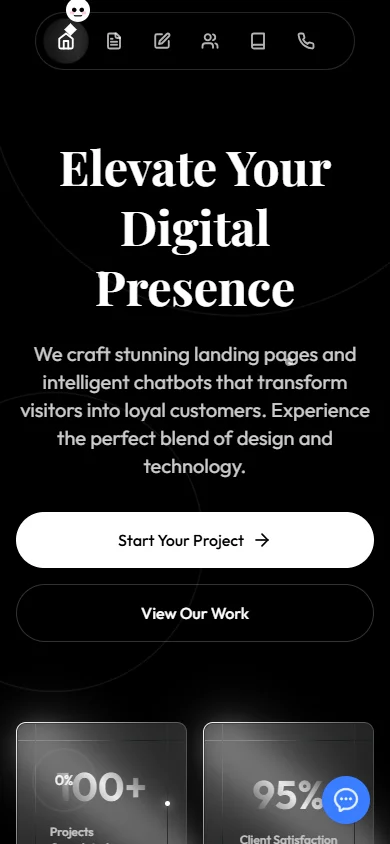 Elevate Your
Digital
Presence
We craft stunning landing pages and
intelligent chatbots that transform
visitors into loyal customers. Experience
the perfect blend of design and
technology.
Start Your Project
View Our Work
0%
00+
95%
Projects
Client Satisfaction